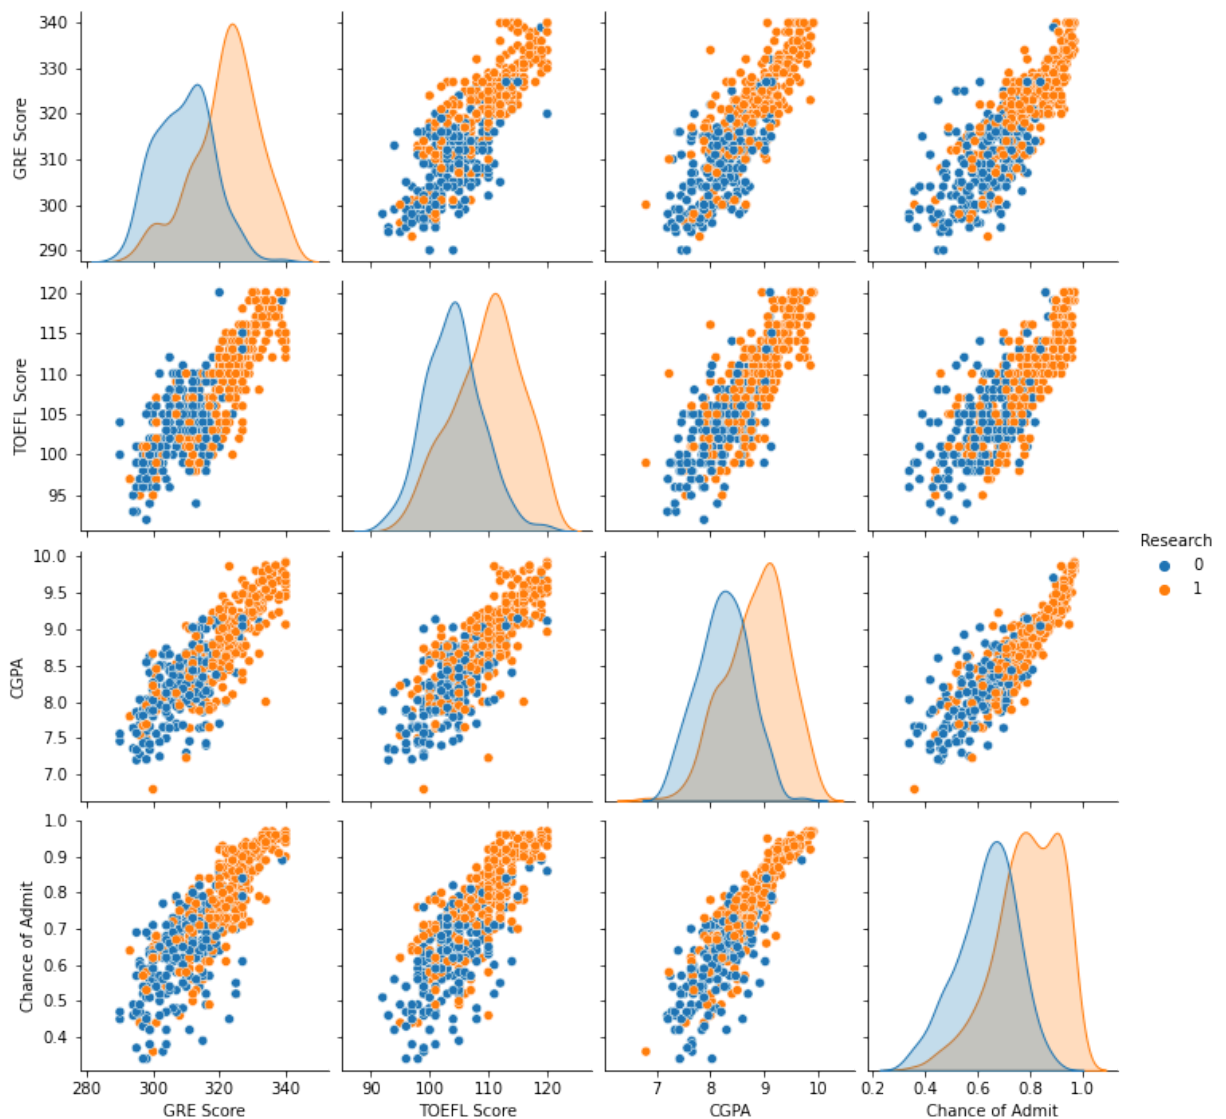 340
330
320
310
300
290
GRE Score
120
115
110
105
100
95
TOEFL Score
Research
0
1
10.0
9.5
9.0
8.5
8.0
7.5
7.0
CGPA
1.0
0.9
0.8
0.7
0.6
0.5
0.4
Chance of Admit
280 300 320 340
90 100 110 120
7 8 9 10
0.2 0.4 0.6 0.8 1.0
GRE Score
TOEFL Score
CGPA
Chance of Admit